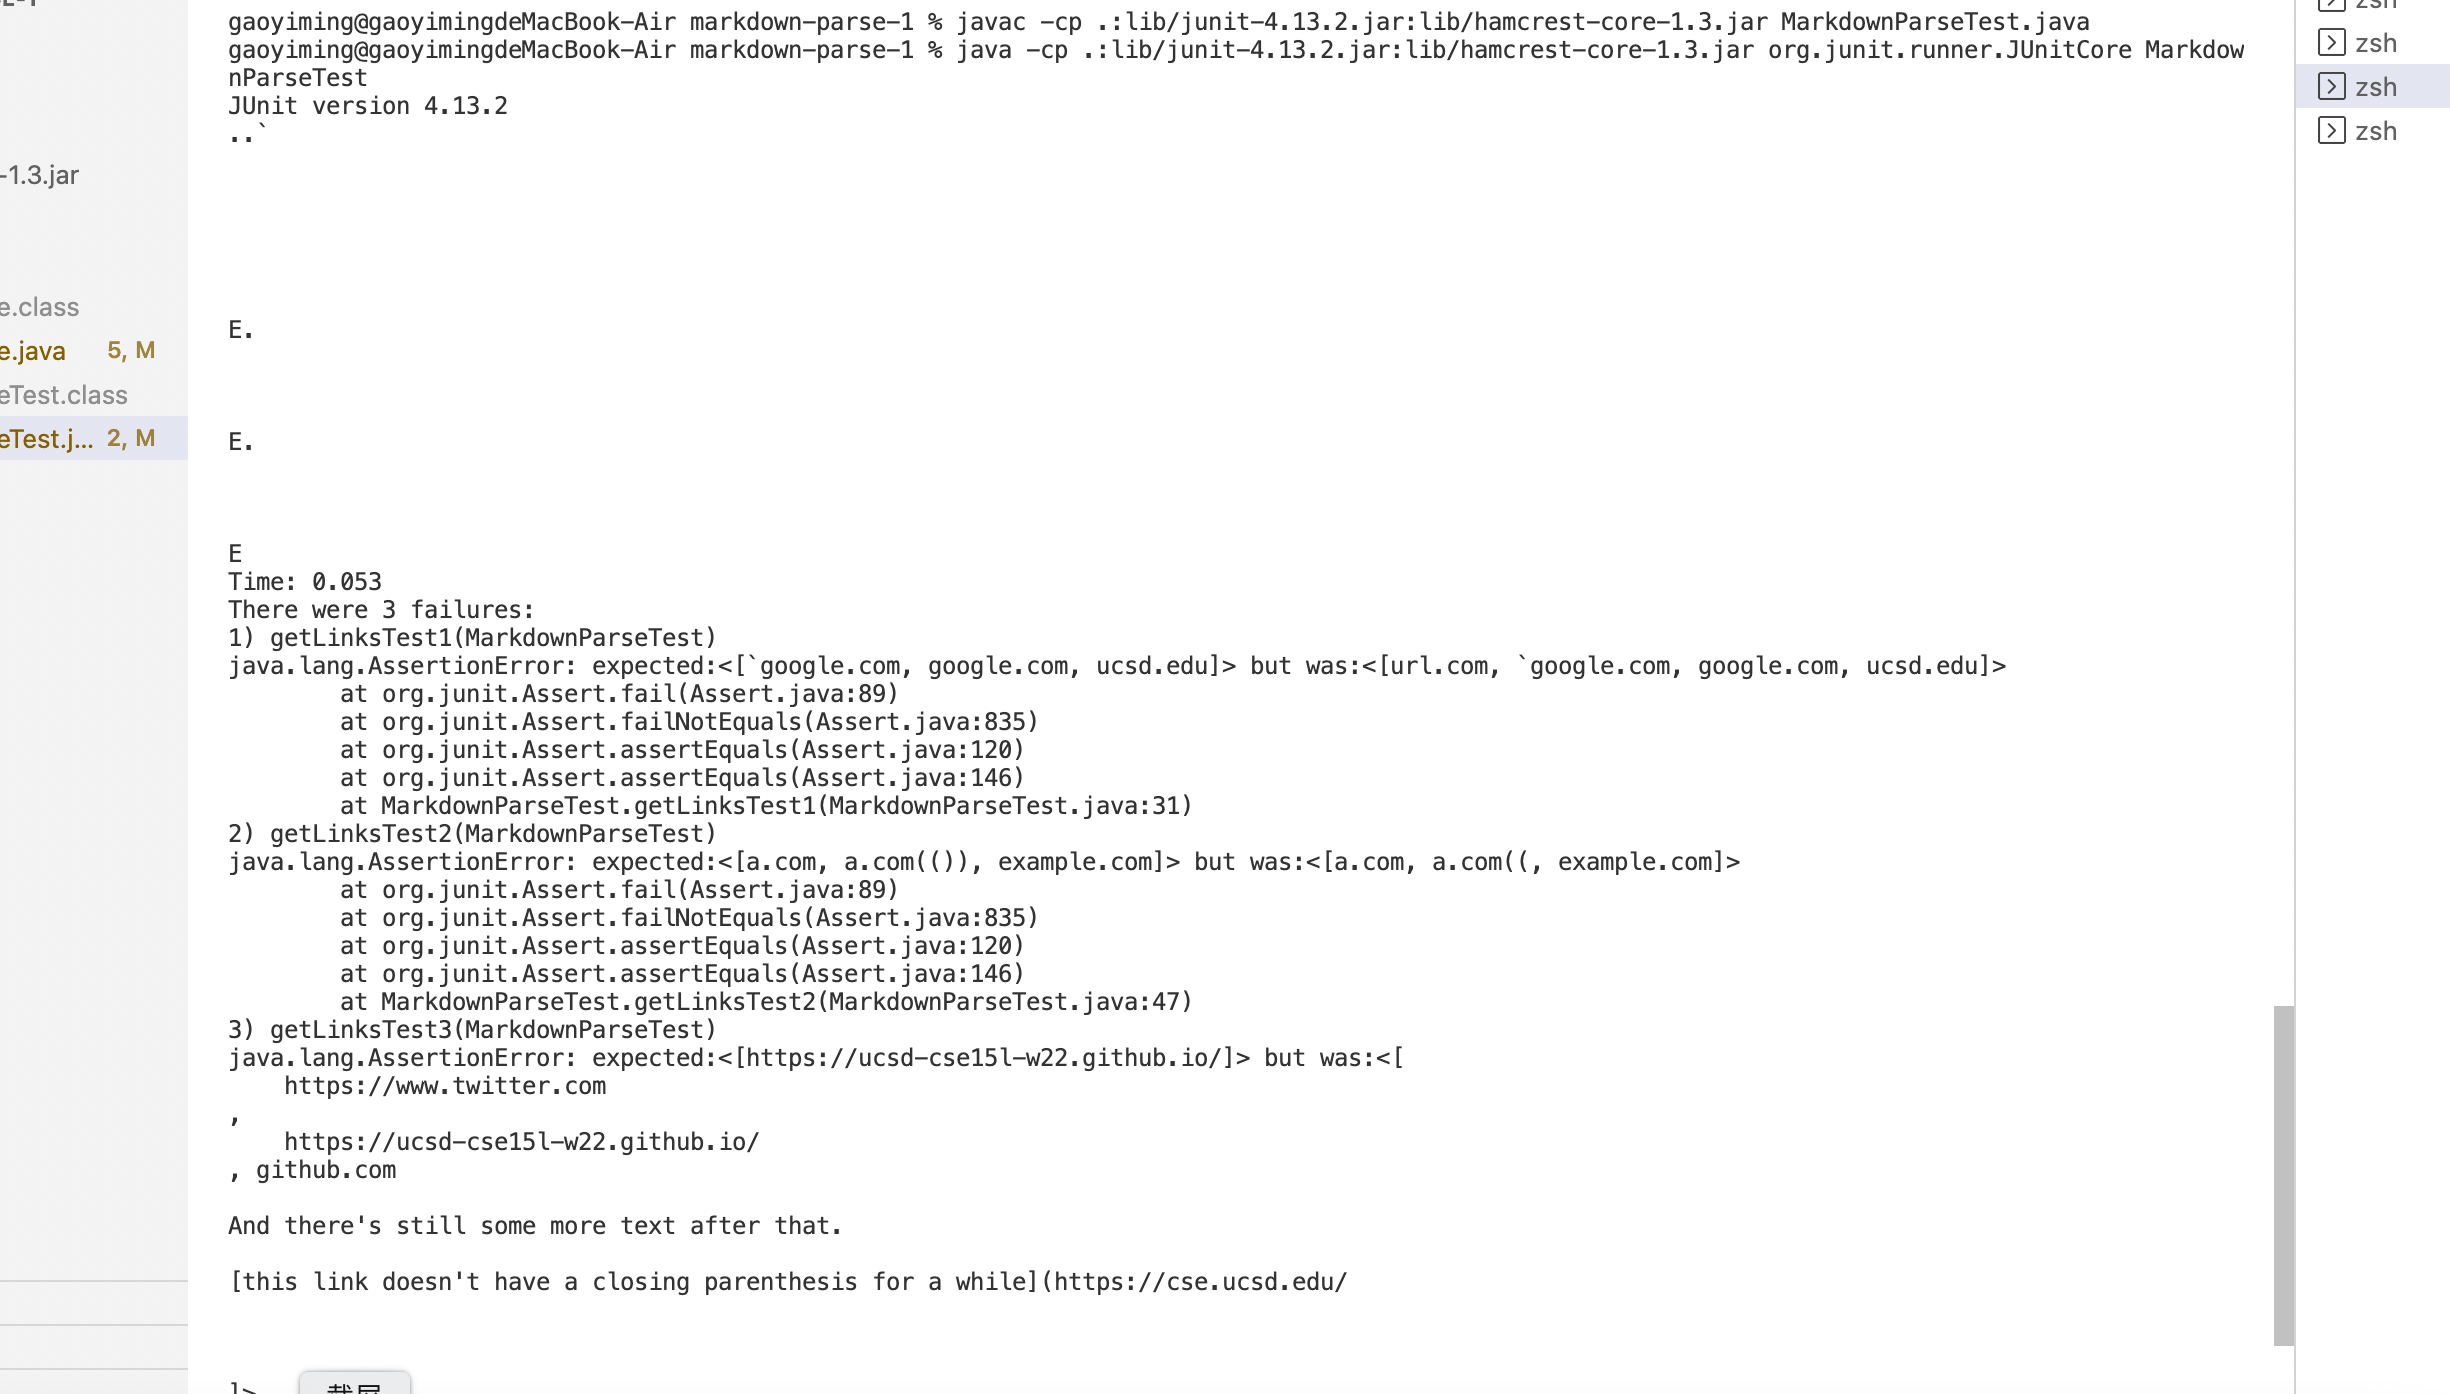 gaoyiming@gaoyimingdeMacBook-Air markdown-parse-1 % javac -cp .:lib/junit-4.13.2.jar:lib/hamcrest-core-1.3.jar MarkdownParseTest.java
gaoyiming@gaoyimingdeMacBook-Air markdown-parse-1 % java -cp .:lib/junit-4.13.2.jar:lib/hamcrest-core-1.3.jar org.junit.runner.JUnitCore Markdow
nParseTest
JUnit version 4.13.2
..`
E.
E.
E
Time: 0.053
There were 3 failures:
1) getLinksTest1(MarkdownParseTest)
java.lang.AssertionError: expected:<[`google.com, google.com, ucsd.edu]> but was:<[url.com, `google.com, google.com, ucsd.edu]>
        at org.junit.Assert.fail(Assert.java:89)
        at org.junit.Assert.failNotEquals(Assert.java:835)
        at org.junit.Assert.assertEquals(Assert.java:120)
        at org.junit.Assert.assertEquals(Assert.java:146)
        at MarkdownParseTest.getLinksTest1(MarkdownParseTest.java:31)
2) getLinksTest2(MarkdownParseTest)
java.lang.AssertionError: expected:<[a.com, a.com(()), example.com]> but was:<[a.com, a.com((, example.com]>
        at org.junit.Assert.fail(Assert.java:89)
        at org.junit.Assert.failNotEquals(Assert.java:835)
        at org.junit.Assert.assertEquals(Assert.java:120)
        at org.junit.Assert.assertEquals(Assert.java:146)
        at MarkdownParseTest.getLinksTest2(MarkdownParseTest.java:47)
3) getLinksTest3(MarkdownParseTest)
java.lang.AssertionError: expected:<[https://ucsd-cse15l-w22.github.io/]> but was:<[
    https://www.twitter.com
,
    https://ucsd-cse15l-w22.github.io/
, github.com
And there's still some more text after that.
[this link doesn't have a closing parenthesis for a while](https://cse.ucsd.edu/
]>
-1.3.jar
e.class
e.java 5, M
eTest.class
eTest.j... 2, M
zsh
zsh
zsh
zsh